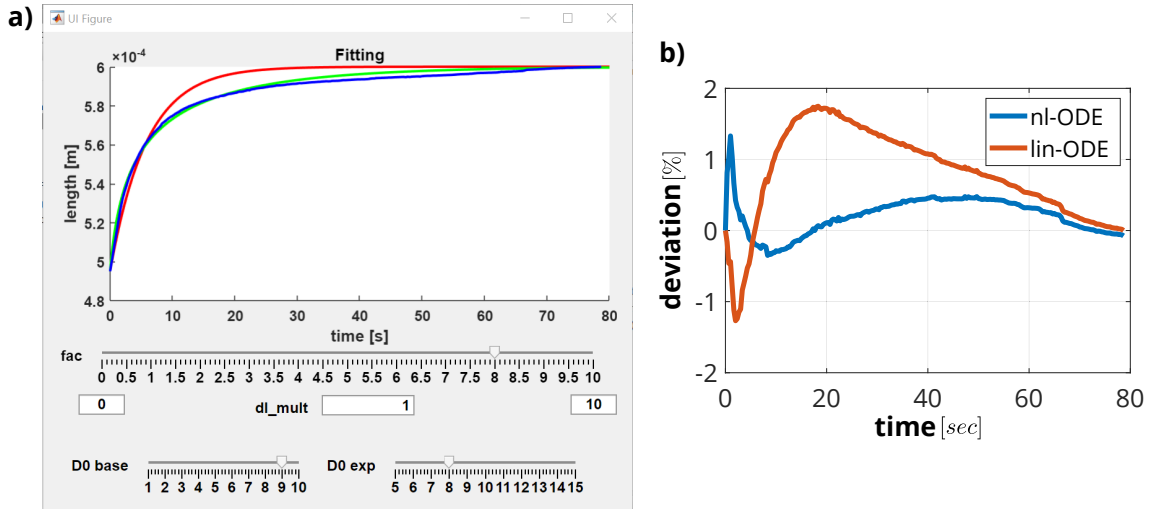 a)
UI Figure
×10⁻⁴
Fitting
6
5.8
5.6
5.4
5.2
5
4.8
length [m]
0 10 20 30 40 50 60 70 80
time [s]
fac
0 0.5 1 1.5 2 2.5 3 3.5 4 4.5 5 5.5 6 6.5 7 7.5 8 8.5 9 9.5 10
0 dl_mult 1 10
D0 base
1 2 3 4 5 6 7 8 9 10
D0 exp
5 6 7 8 9 10 11 12 13 14 15
b)
2
1
0
-1
-2
deviation [%]
nl-ODE
lin-ODE
0 20 40 60 80
time [sec]